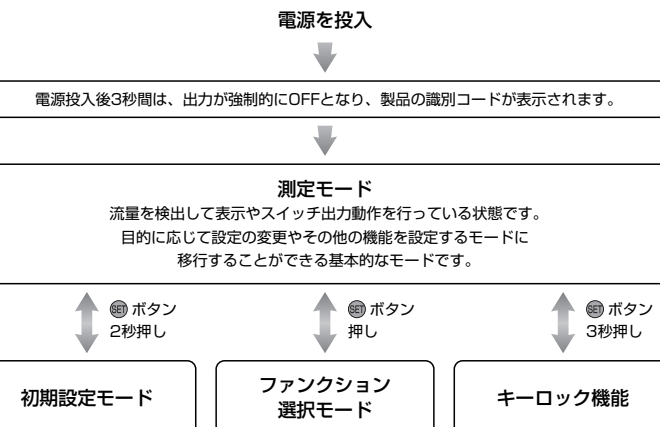 電源を投入
電源投入後3秒間は、出力が強制的にOFFとなり、製品の識別コードが表示されます。
測定モード
流量を検出して表示やスイッチ出力動作を行っている状態です。
目的に応じて設定の変更やその他の機能を設定するモードに
移行することができる基本的なモードです。
SET ボタン
2秒押し
SET ボタン
押し
SET ボタン
3秒押し
初期設定モード
ファンクション
選択モード
キーロック機能